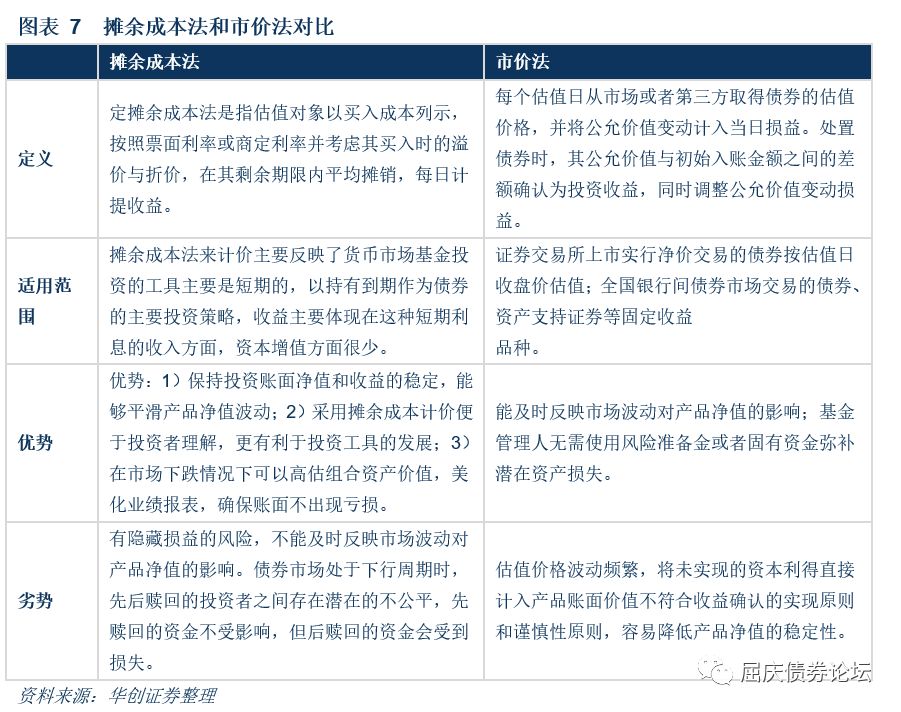 图表 7 摊余成本法和市价法对比
摊余成本法
市价法
定义
定摊余成本法是指估值对象以买入成本列示，
按照票面利率或商定利率并考虑其买入时的溢
价与折价，在其剩余期限内平均摊销，每日计
提收益。
每个估值日从市场或者第三方取得债券的估值
价格，并将公允价值变动计入当日损益。处置
债券时，其公允价值与初始入账金额之间的差
额确认为投资收益，同时调整公允价值变动损
益。
适用范
围
摊余成本法来计价主要反映了货币市场基金投
资的工具主要是短期的，以持有到期作为债券
的主要投资策略，收益主要体现在这种短期利
息的收入方面，资本增值方面很少。
证券交易所上市实行净价交易的债券按估值日
收盘价估值；全国银行间债券市场交易的债券、
资产支持证券等固定收益
品种。
优势
优势：1）保持投资账面净值和收益的稳定，能
够平滑产品净值波动；2）采用摊余成本计价便
于投资者理解，更有利于投资工具的发展；3）
在市场下跌情况下可以高估组合资产价值，美
化业绩报表，确保账面不出现亏损。
能及时反映市场波动对产品净值的影响；基金
管理人无需使用风险准备金或者固有资金弥补
潜在资产损失。
劣势
有隐藏损益的风险，不能及时反映市场波动对
产品净值的影响。债券市场处于下行周期时，
先后赎回的投资者之间存在潜在的不公平，先
赎回的资金不受影响，但后赎回的资金会受到
损失。
估值价格波动频繁，将未实现的资本利得直接
计入产品账面价值不符合收益确认的实现原则
和谨慎性原则，容易降低产品净值的稳定性。
屈庆债券论坛
资料来源：华创证券整理